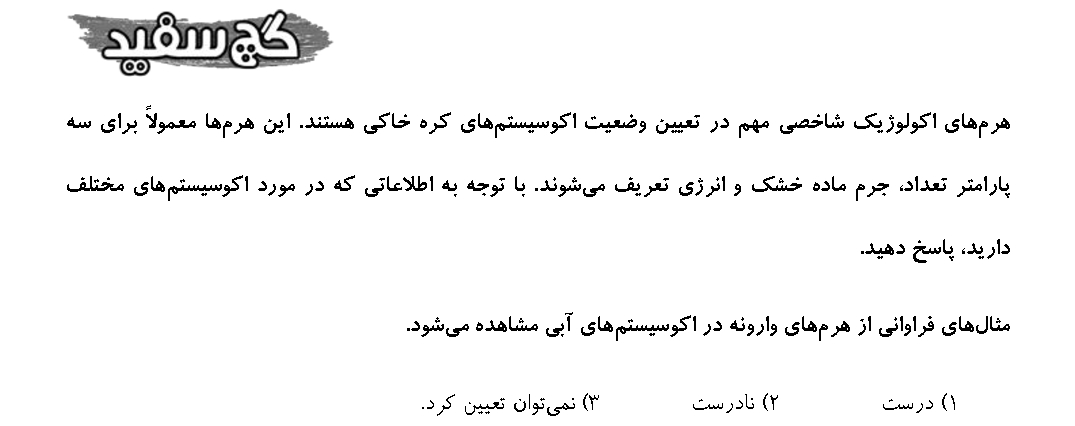 گچ سفید
هرم‌های اکولوژیک شاخصی مهم در تعیین وضعیت اکوسیستم‌های کره خاکی هستند. این هرم‌ها معمولاً برای سه
پارامتر تعداد، جرم ماده خشک و انرژی تعریف می‌شوند. با توجه به اطلاعاتی که در مورد اکوسیستم‌های مختلف
دارید، پاسخ دهید.
مثال‌های فراوانی از هرم‌های وارونه در اکوسیستم‌های آبی مشاهده می‌شود.
۱) درست ۲) نادرست ۳) نمی‌توان تعیین کرد.